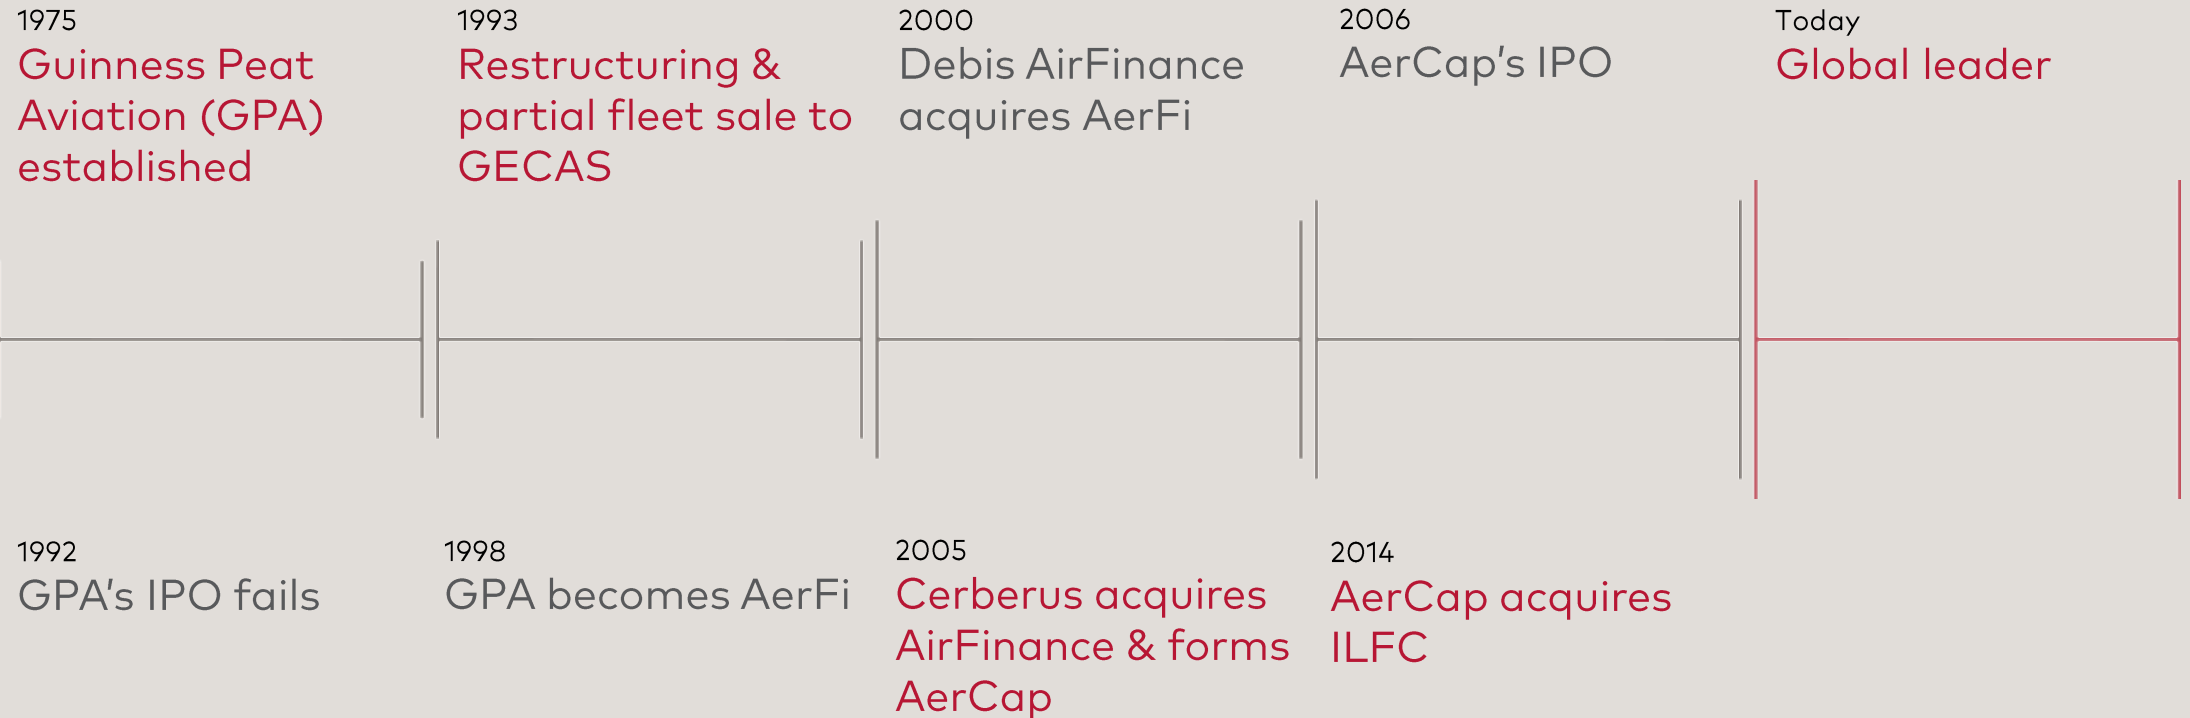 1975
Guinness Peat
Aviation (GPA)
established
1993
Restructuring &
partial fleet sale to
GECAS
2000
Debis AirFinance
acquires AerFi
2006
AerCap's IPO
Today
Global leader
1992
GPA's IPO fails
1998
GPA becomes AerFi
2005
Cerberus acquires
AirFinance & forms
AerCap
2014
AerCap acquires
ILFC